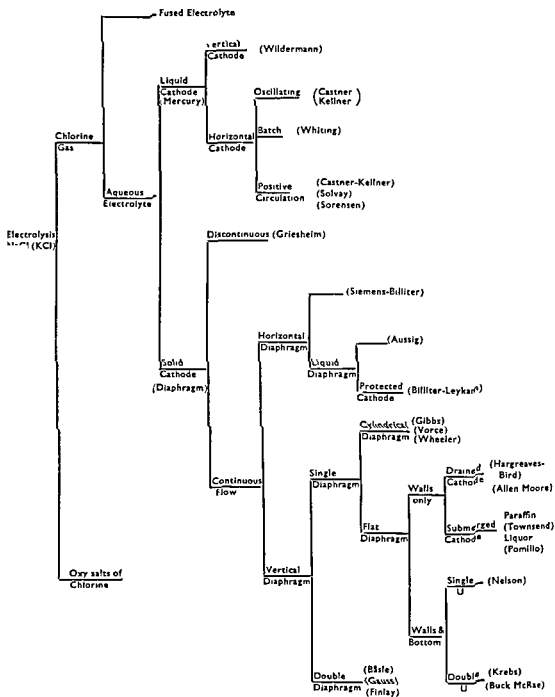 Fused Electrolyte
Vertical
Cathode
(Wildermann)
Liquid
Cathode
(Mercury)
Oscillating
(Castner
Kellner)
Horizontal
Cathode
Batch
(Whiting)
Chlorine
Gas
Aqueous
Electrolyte
Positive
Circulation
(Castner-Kellner)
(Solvay)
(Sorensen)
Electrolysis
NaCl (KCl)
Discontinuous (Griesheim)
(Siemens-Billiter)
Horizontal
Diaphragm
(Aussig)
Liquid
Diaphragm
Solid
Cathode
(Diaphragm)
Protected
Cathode
(Billiter-Leykam)
Cylindrical
Diaphragm
(Gibbs)
(Vorce)
(Wheeler)
Single
Diaphragm
Continuous
Flow
Walls
only
Drained
Cathode
(Hargreaves-
Bird)
(Allen Moore)
Flat
Diaphragm
Submerged
Cathode
Paraffin
(Townsend)
Liquor
(Pomillo)
Oxy salts of
Chlorine
Vertical
Diaphragm
Single
U
(Nelson)
Walls &
Bottom
Double
Diaphragm
(Basle)
(Gauss)
(Finlay)
Double
U
(Krebs)
(Buck McRae)